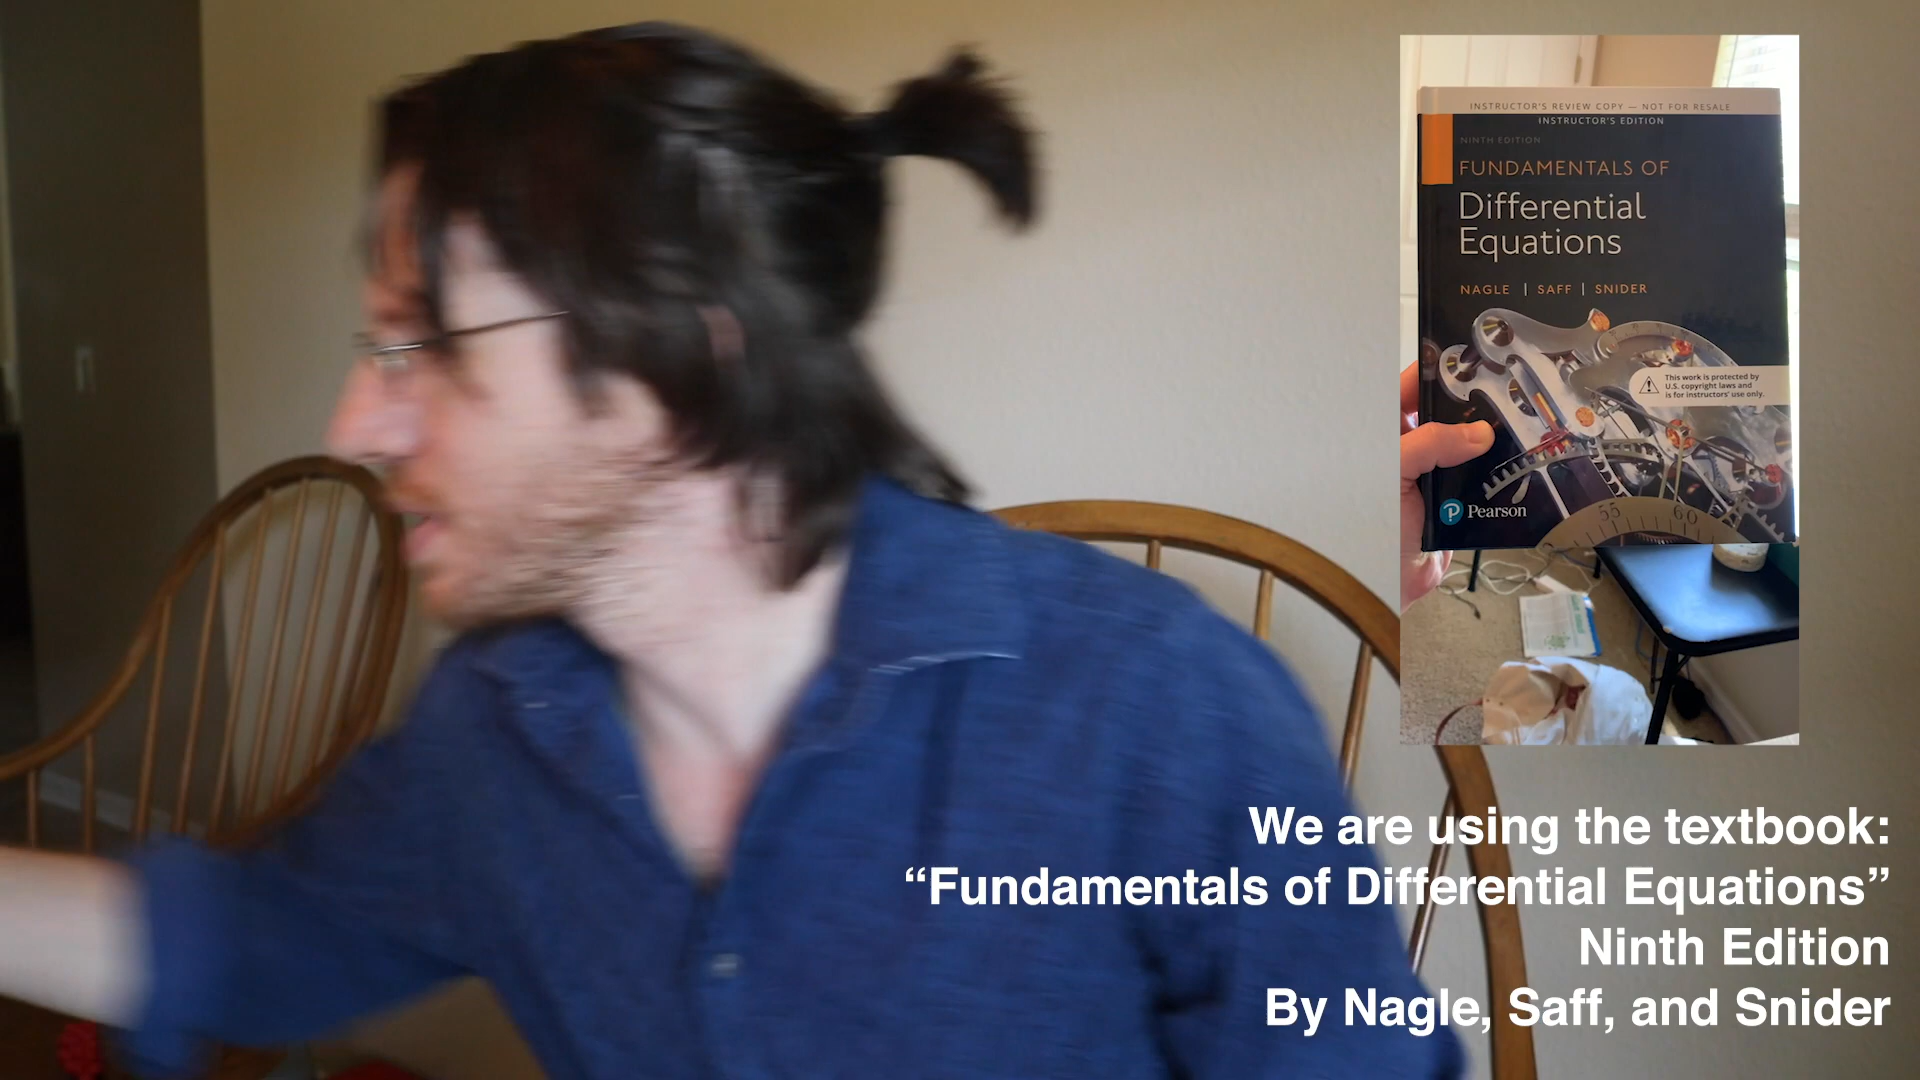 INSTRUCTOR'S REVIEW COPY — NOT FOR RESALE
INSTRUCTOR'S EDITION
NINTH EDITION
FUNDAMENTALS OF
Differential
Equations
NAGLE | SAFF | SNIDER
This work is protected by
U.S. copyright laws and
is for instructors' use only.
55 60
Pearson
We are using the textbook:
“Fundamentals of Differential Equations”
Ninth Edition
By Nagle, Saff, and Snider